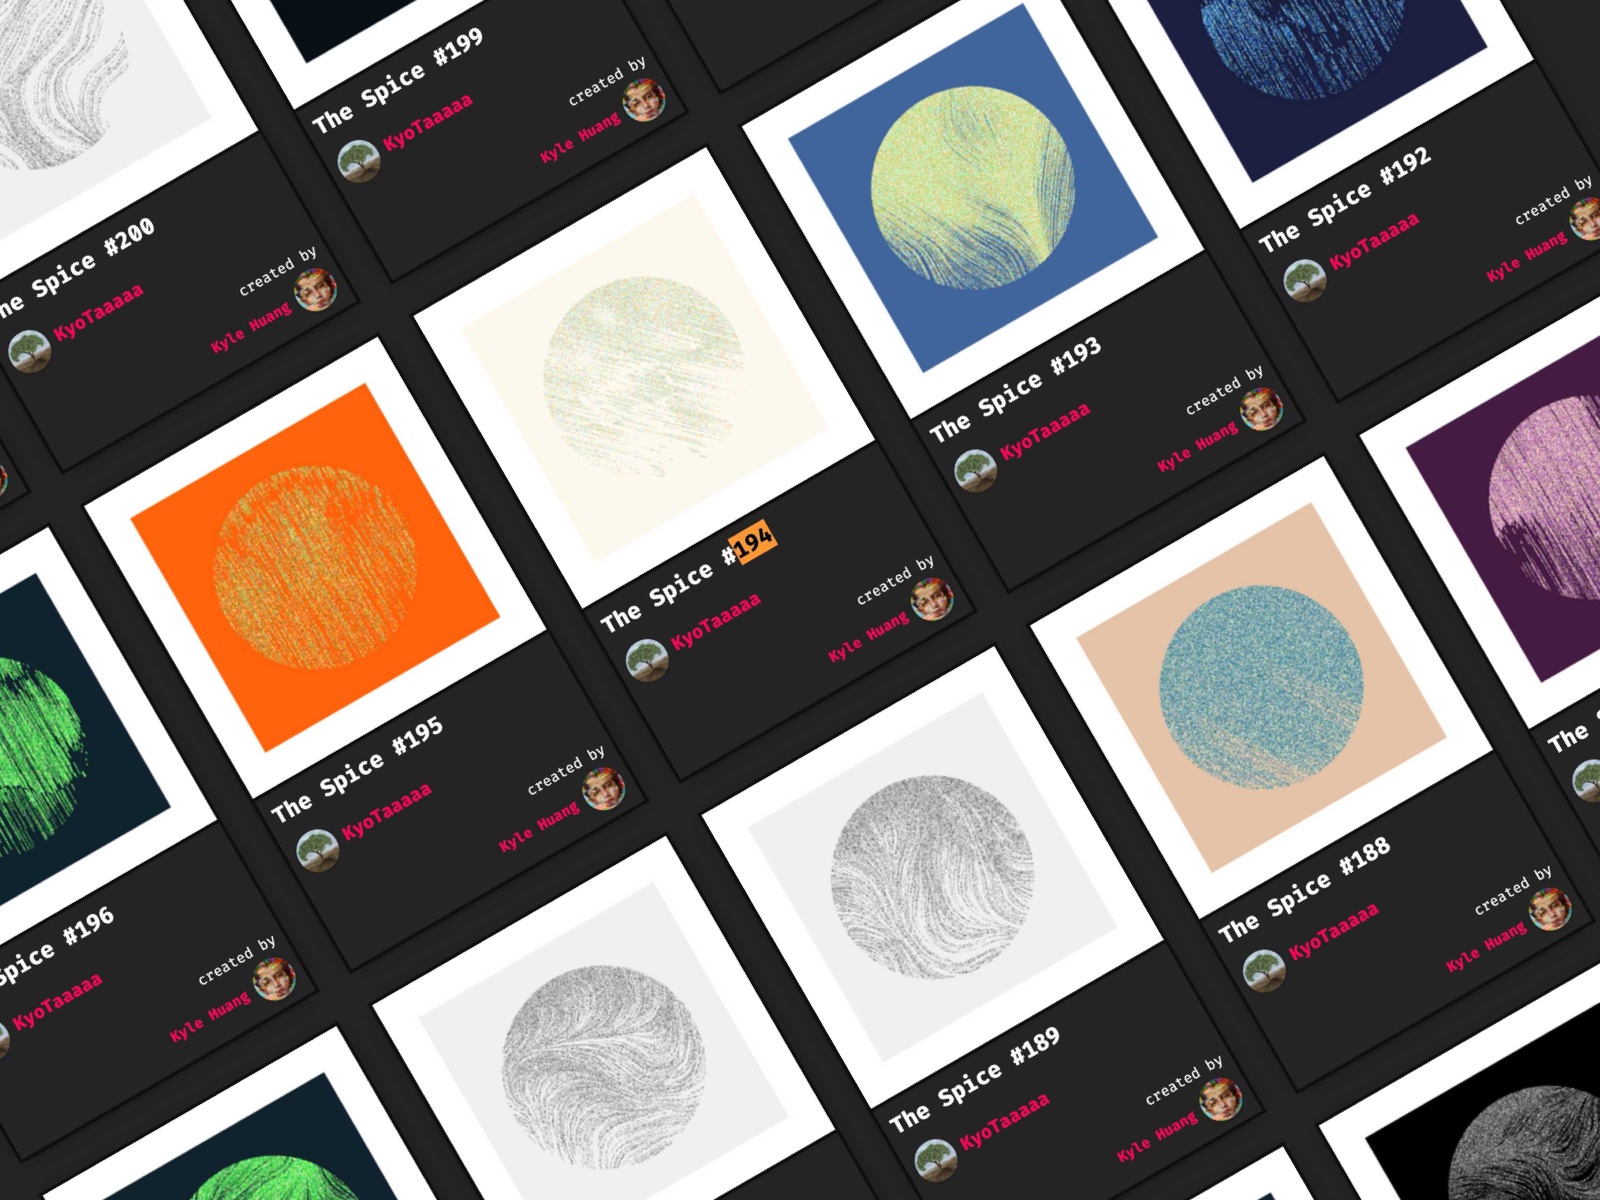 The Spice #199
KyoTaaaaa
created by
Kyle Huang
The Spice #192
KyoTaaaaa
created by
Kyle Huang
he Spice #200
KyoTaaaaa
created by
Kyle Huang
The Spice #193
KyoTaaaaa
created by
Kyle Huang
The Spice #194
KyoTaaaaa
created by
Kyle Huang
The Spice #195
KyoTaaaaa
created by
Kyle Huang
The
The Spice #188
KyoTaaaaa
created by
Kyle Huang
Spice #196
KyoTaaaaa
created by
Kyle Huang
The Spice #189
KyoTaaaaa
created by
Kyle Huang